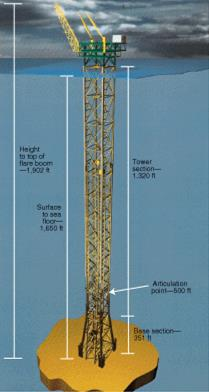 Height
to top of
flare boom
—1,902 ft
Tower
section—
1,320 ft
Surface
to sea
floor—
1,650 ft
Articulation
point—500 ft
Base section—
351 ft